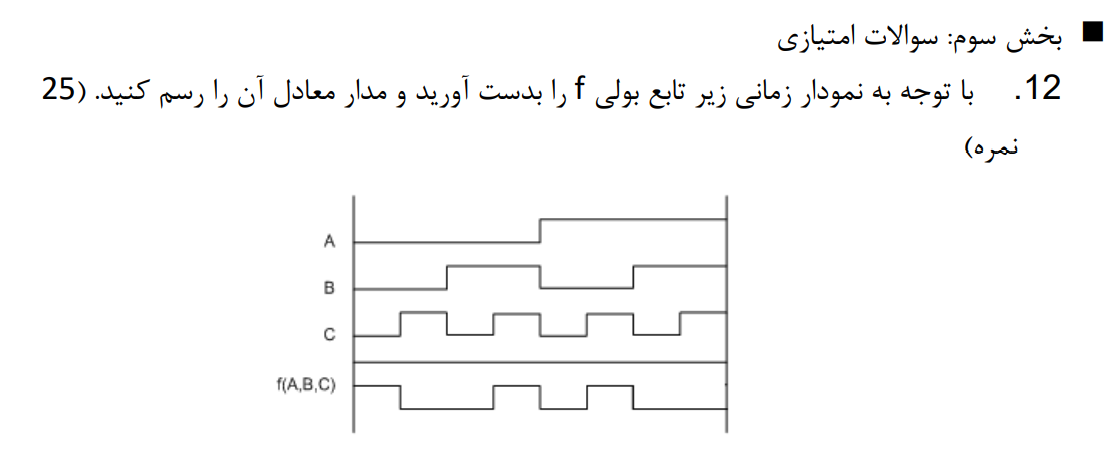 ■ بخش سوم: سوالات امتیازی
12. با توجه به نمودار زمانی زیر تابع بولی f را بدست آورید و مدار معادل آن را رسم کنید. (25
نمره)
A
B
C
f(A,B,C)